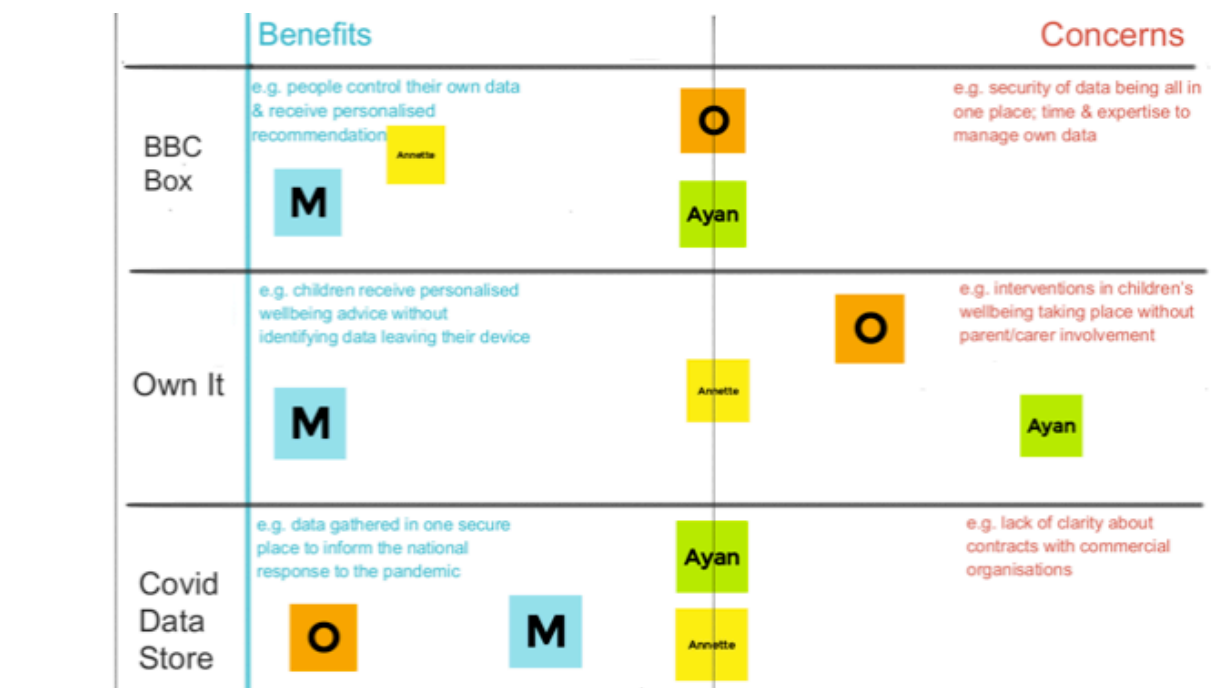 Benefits
Concerns
e.g. people control their own data
& receive personalised
recommendation
e.g. security of data being all in
one place; time & expertise to
manage own data
BBC
Box
Annette
M
O
Ayan
e.g. children receive personalised
wellbeing advice without
identifying data leaving their device
e.g. interventions in children's
wellbeing taking place without
parent/carer involvement
Own It
M
Annette
O
Ayan
e.g. data gathered in one secure
place to inform the national
response to the pandemic
e.g. lack of clarity about
contracts with commercial
organisations
Covid
Data
Store
O
M
Ayan
Annette